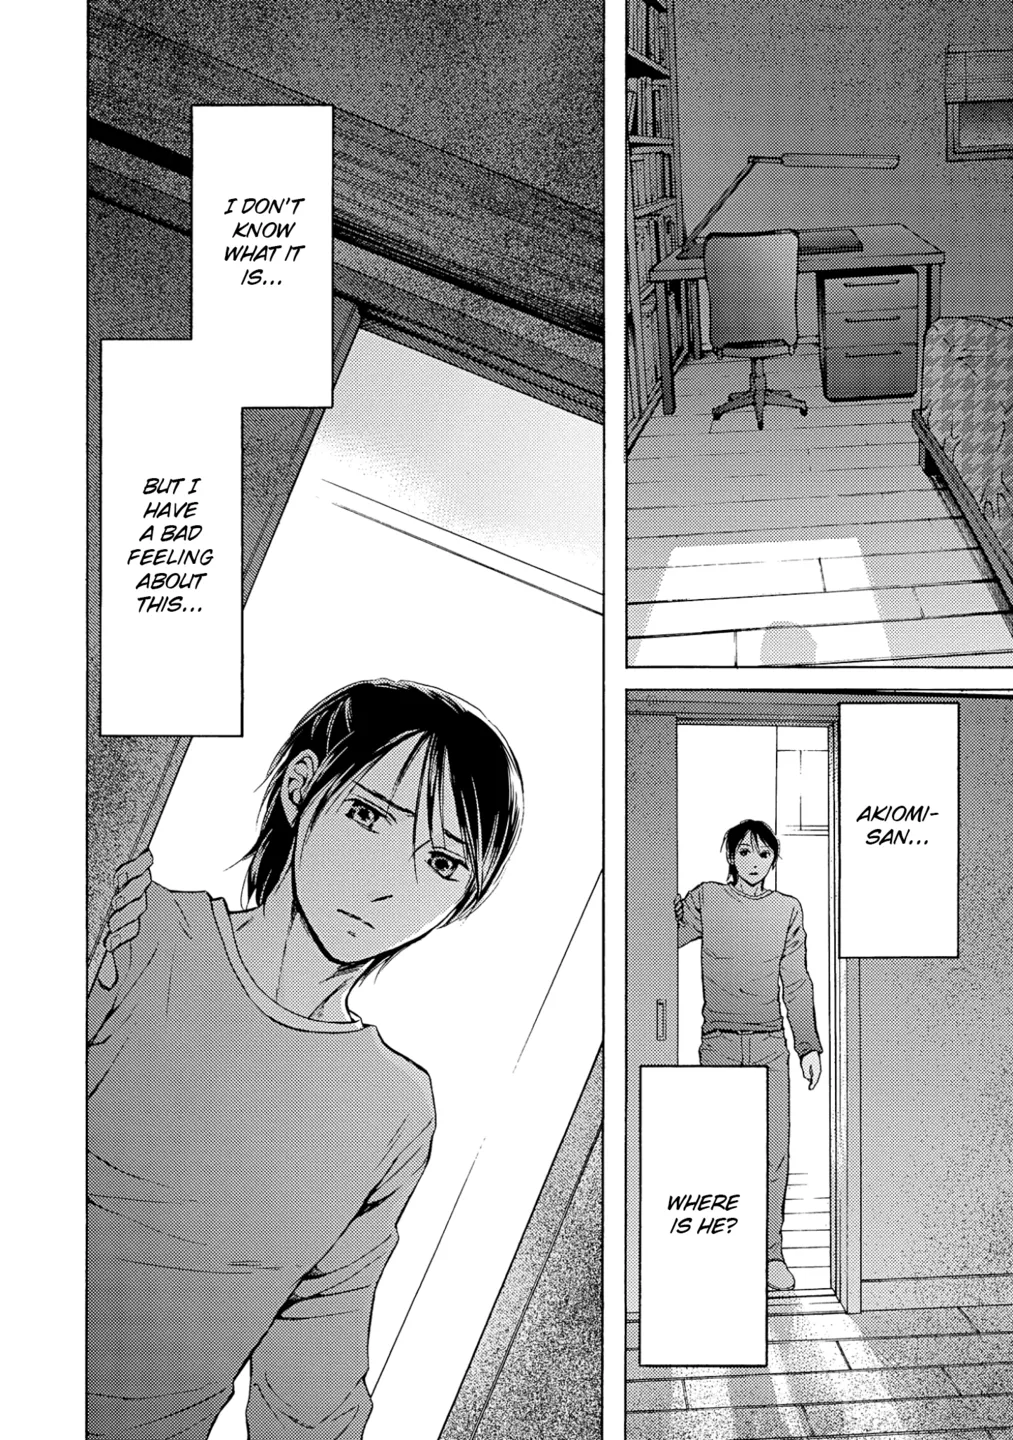 AKIOMI-
SAN...
WHERE
IS HE?
I DON'T
KNOW
WHAT IT
IS...
BUT I
HAVE
A BAD
FEELING
ABOUT
THIS...